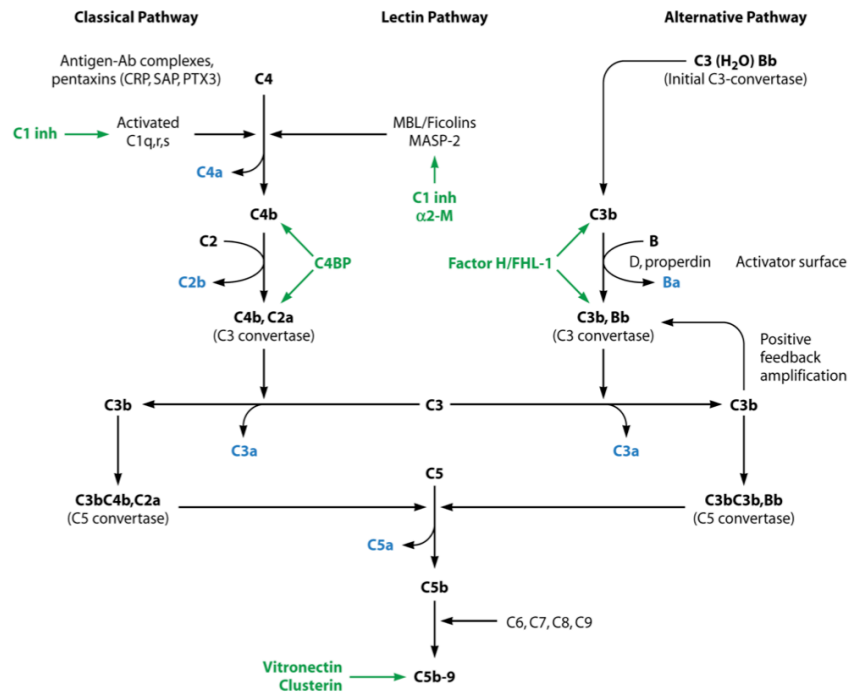 Classical Pathway
Lectin Pathway
Alternative Pathway
Antigen-Ab complexes,
pentaxins (CRP, SAP, PTX3)
C4
C3 (H₂O) Bb
(Initial C3-convertase)
C1 inh
Activated
C1q,r,s
MBL/Ficolins
MASP-2
C4a
C1 inh
α2-M
C4b
C3b
C2
C4BP
Factor H/FHL-1
B
D, properdin
Activator surface
C2b
Ba
C4b, C2a
(C3 convertase)
C3b, Bb
(C3 convertase)
Positive
feedback
amplification
C3b
C3
C3b
C3a
C3a
C5
C3bC4b,C2a
(C5 convertase)
C3bC3b,Bb
(C5 convertase)
C5a
C5b
C6, C7, C8, C9
Vitronectin
Clusterin
C5b-9